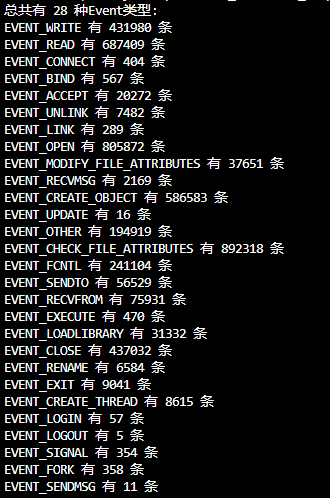 总共有 28 种Event类型:
EVENT_WRITE 有 431980 条
EVENT_READ 有 687409 条
EVENT_CONNECT 有 404 条
EVENT_BIND 有 567 条
EVENT_ACCEPT 有 20272 条
EVENT_UNLINK 有 7482 条
EVENT_LINK 有 289 条
EVENT_OPEN 有 805872 条
EVENT_MODIFY_FILE_ATTRIBUTES 有 37651 条
EVENT_RECVMSG 有 2169 条
EVENT_CREATE_OBJECT 有 586583 条
EVENT_UPDATE 有 16 条
EVENT_OTHER 有 194919 条
EVENT_CHECK_FILE_ATTRIBUTES 有 892318 条
EVENT_FCNTL 有 241104 条
EVENT_SENDTO 有 56529 条
EVENT_RECVFROM 有 75931 条
EVENT_EXECUTE 有 470 条
EVENT_LOADLIBRARY 有 31332 条
EVENT_CLOSE 有 437032 条
EVENT_RENAME 有 6584 条
EVENT_EXIT 有 9041 条
EVENT_CREATE_THREAD 有 8615 条
EVENT_LOGIN 有 57 条
EVENT_LOGOUT 有 5 条
EVENT_SIGNAL 有 354 条
EVENT_FORK 有 358 条
EVENT_SENDMSG 有 11 条